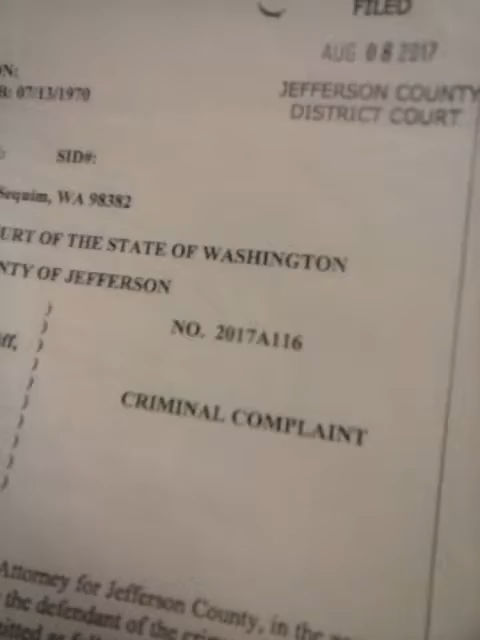 FILED
AUG 08 2017
JEFFERSON COUNTY
DISTRICT COURT
ON:
B: 07/13/1970
SID#:
Sequim, WA 98382
URT OF THE STATE OF WASHINGTON
NTY OF JEFFERSON
)
NO. 2017A116
ff, )
)
)
)
CRIMINAL COMPLAINT
)
)
)
)
Attorney for Jefferson County, in the
the defendant of the